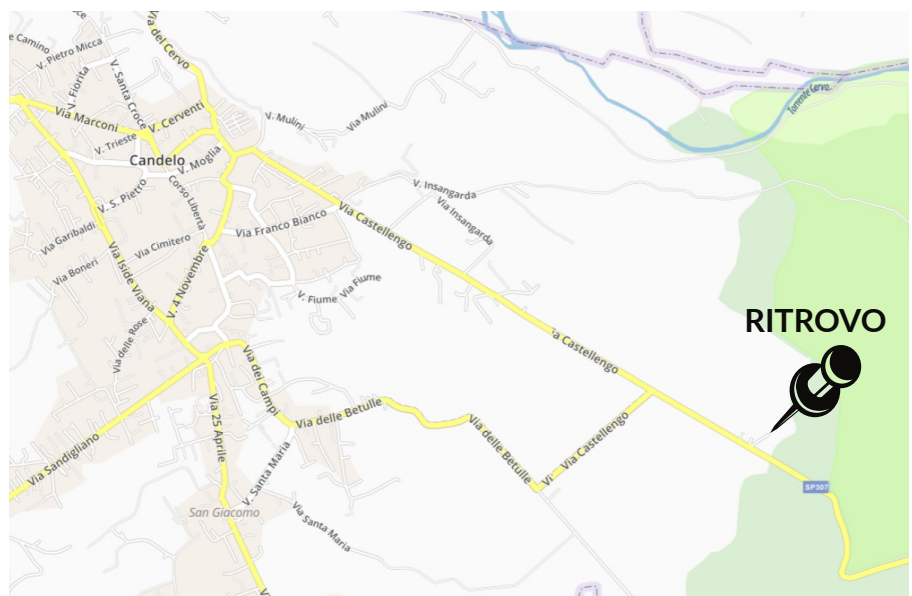 Via del Cervo
e Camino
V. Pietro Micca
V. Fiorita
V. Santa Croce
Via Marconi
V. Cerventi
V. Trieste
V. Mulini
Via Mulini
Torrente Cervo
Candelo
V. Moglia
V. S. Pietro
Corso Libertà
V. Insangarda
Via Insangarda
Via Castellengo
Via Franco Bianco
Via Garibaldi
Via Cimitero
Via Boneri
Via Iside Viana
V. 4 Novembre
V. Fiume
Via Fiume
RITROVO
Via delle Rose
la Castellengo
Via dei Campi
Via delle Betulle
Via delle Betulle
Via Castellengo
Vi
Via 25 Aprile
Via Sandigliano
V. Santa Maria
SP307
San Giacomo
Via Santa Maria